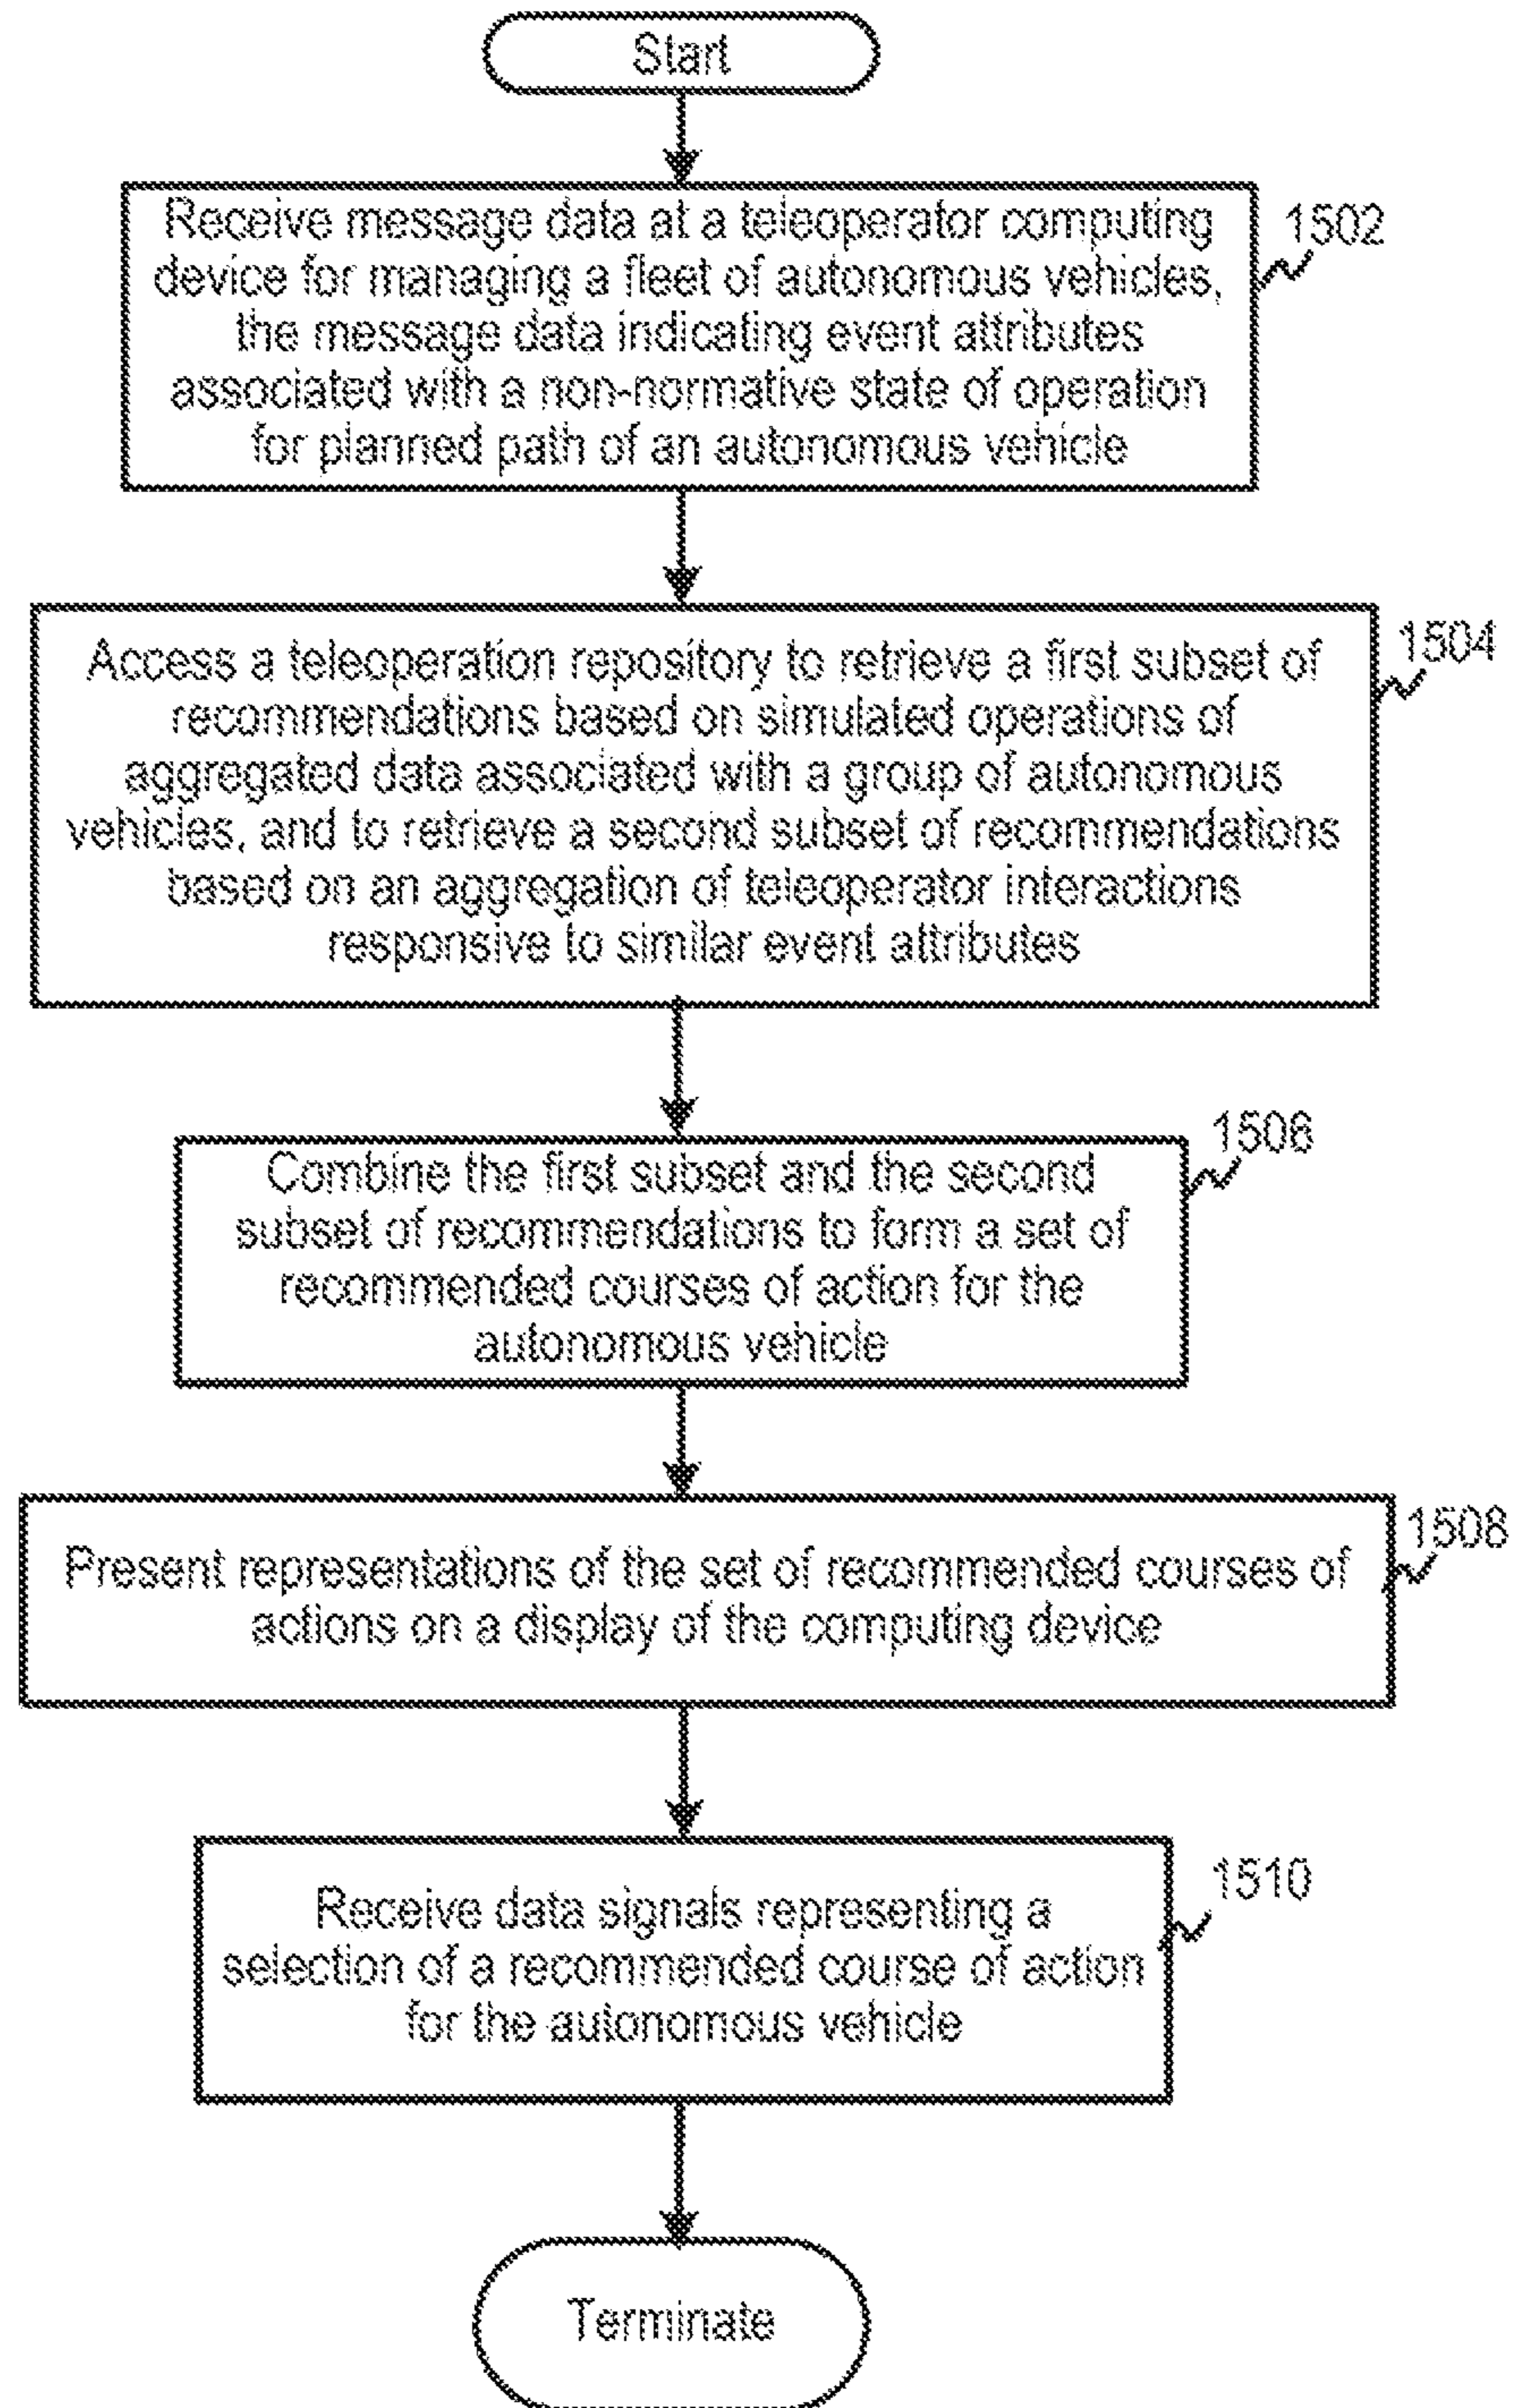 Start
Receive message data at a teleoperator computing
device for managing a fleet of autonomous vehicles,
the message data indicating event attributes
associated with a non-normative state of operation
for planned path of an autonomous vehicle
1502
Access a teleoperation repository to retrieve a first subset of
recommendations based on simulated operations of
aggregated data associated with a group of autonomous
vehicles, and to retrieve a second subset of recommendations
based on an aggregation of teleoperator interactions
responsive to similar event attributes
1504
Combine the first subset and the second
subset of recommendations to form a set of
recommended courses of action for the
autonomous vehicle
1506
Present representations of the set of recommended courses of
actions on a display of the computing device
1508
Receive data signals representing a
selection of a recommended course of action
for the autonomous vehicle
1510
Terminate